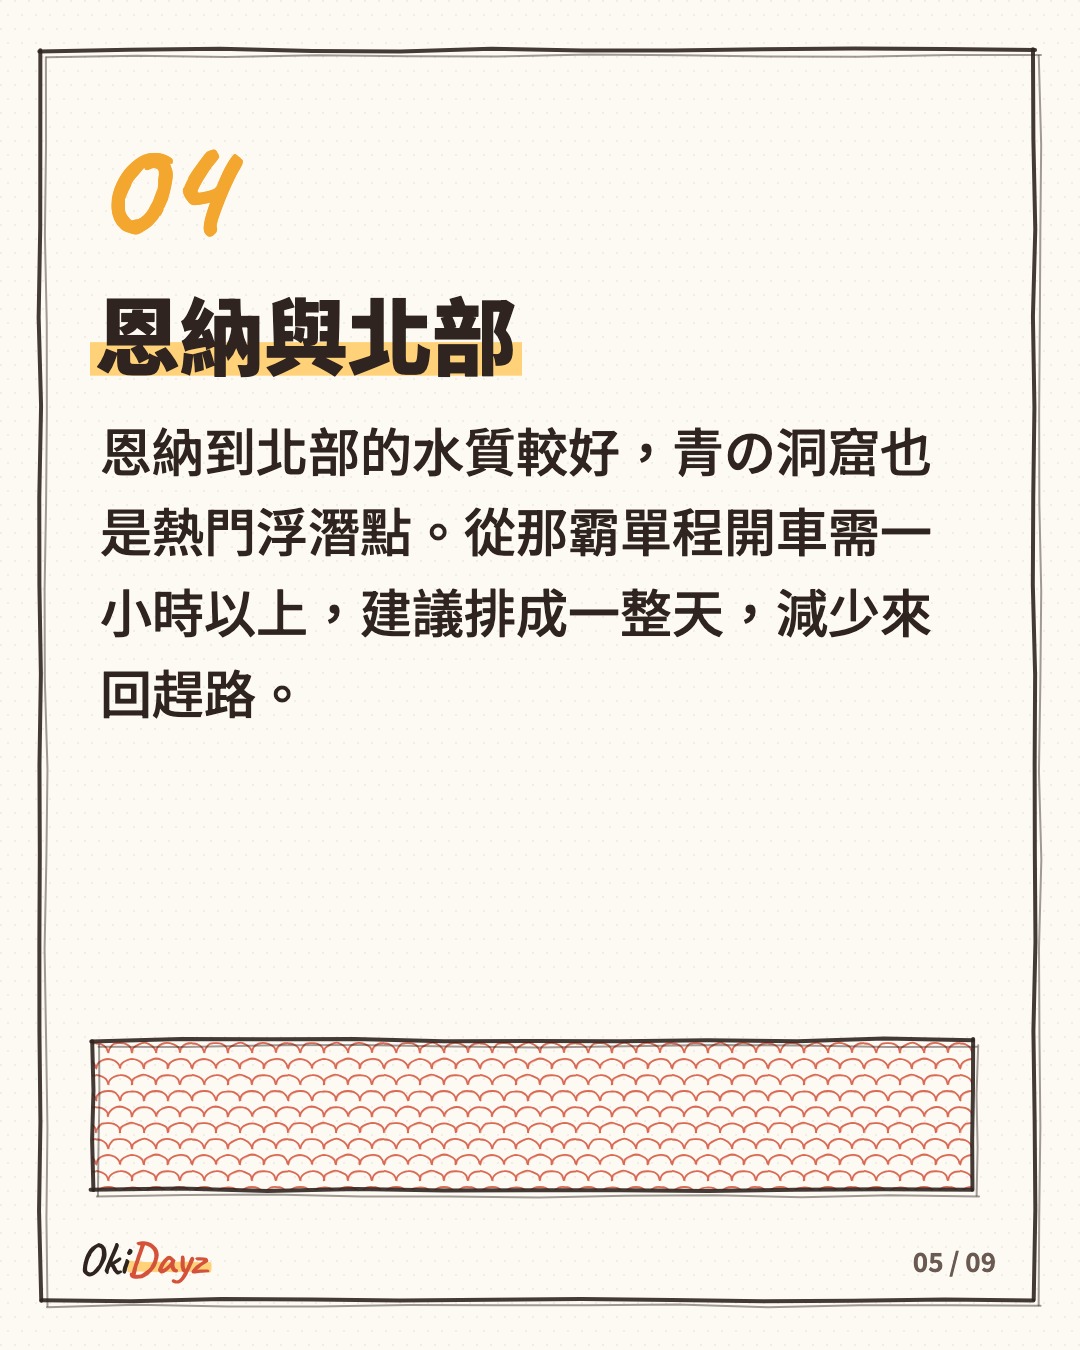 04
恩納與北部
恩納到北部的水質較好，青の洞窟也
是熱門浮潛點。從那霸單程開車需一
小時以上，建議排成一整天，減少來
回趕路。
OkiDayz
05 / 09